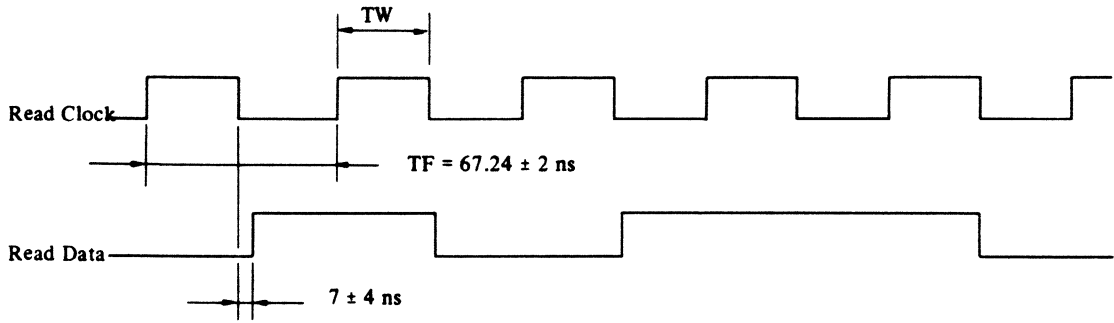 TW
Read Clock
TF = 67.24 ± 2 ns
Read Data
7 ± 4 ns